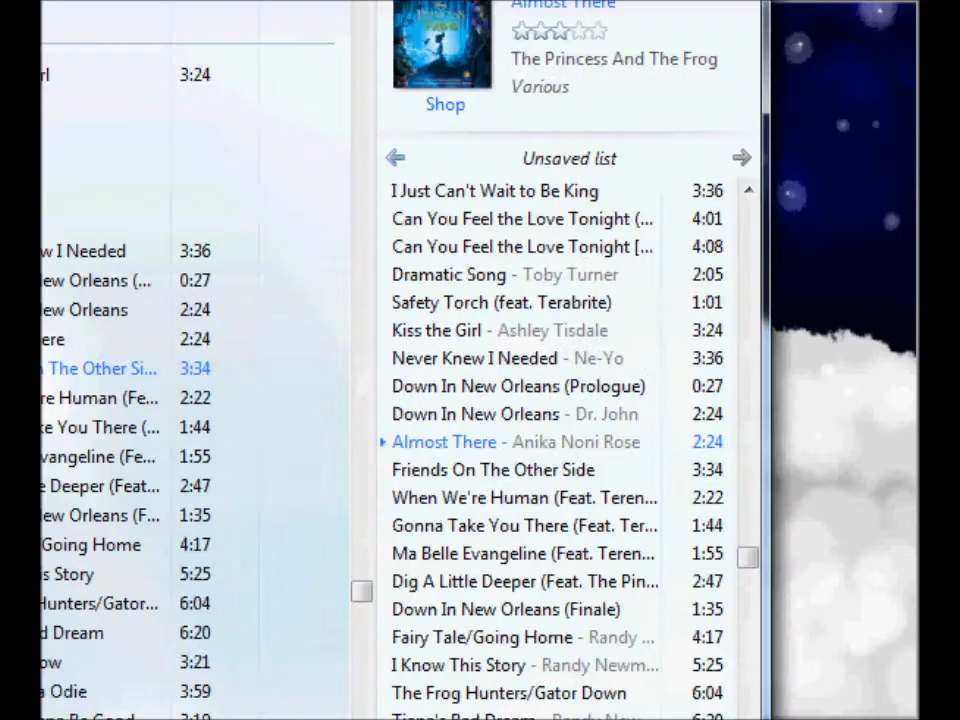 rl 3:24
w I Needed 3:36
lew Orleans (... 0:27
lew Orleans 2:24
ere 2:24
The Other Si... 3:34
re Human (Fe... 2:22
ke You There (... 1:44
vangeline (Fe... 1:55
e Deeper (Feat... 2:47
lew Orleans (F... 1:35
Going Home 4:17
is Story 5:25
Hunters/Gator... 6:04
d Dream 6:20
ow 3:21
a Odie 3:59
Almost There
The Princess And The Frog
Various
Shop
Unsaved list
I Just Can't Wait to Be King 3:36
Can You Feel the Love Tonight (... 4:01
Can You Feel the Love Tonight [... 4:08
Dramatic Song - Toby Turner 2:05
Safety Torch (feat. Terabrite) 1:01
Kiss the Girl - Ashley Tisdale 3:24
Never Knew I Needed - Ne-Yo 3:36
Down In New Orleans (Prologue) 0:27
Down In New Orleans - Dr. John 2:24
Almost There - Anika Noni Rose 2:24
Friends On The Other Side 3:34
When We're Human (Feat. Teren... 2:22
Gonna Take You There (Feat. Ter... 1:44
Ma Belle Evangeline (Feat. Teren... 1:55
Dig A Little Deeper (Feat. The Pin... 2:47
Down In New Orleans (Finale) 1:35
Fairy Tale/Going Home - Randy ... 4:17
I Know This Story - Randy Newm... 5:25
The Frog Hunters/Gator Down 6:04